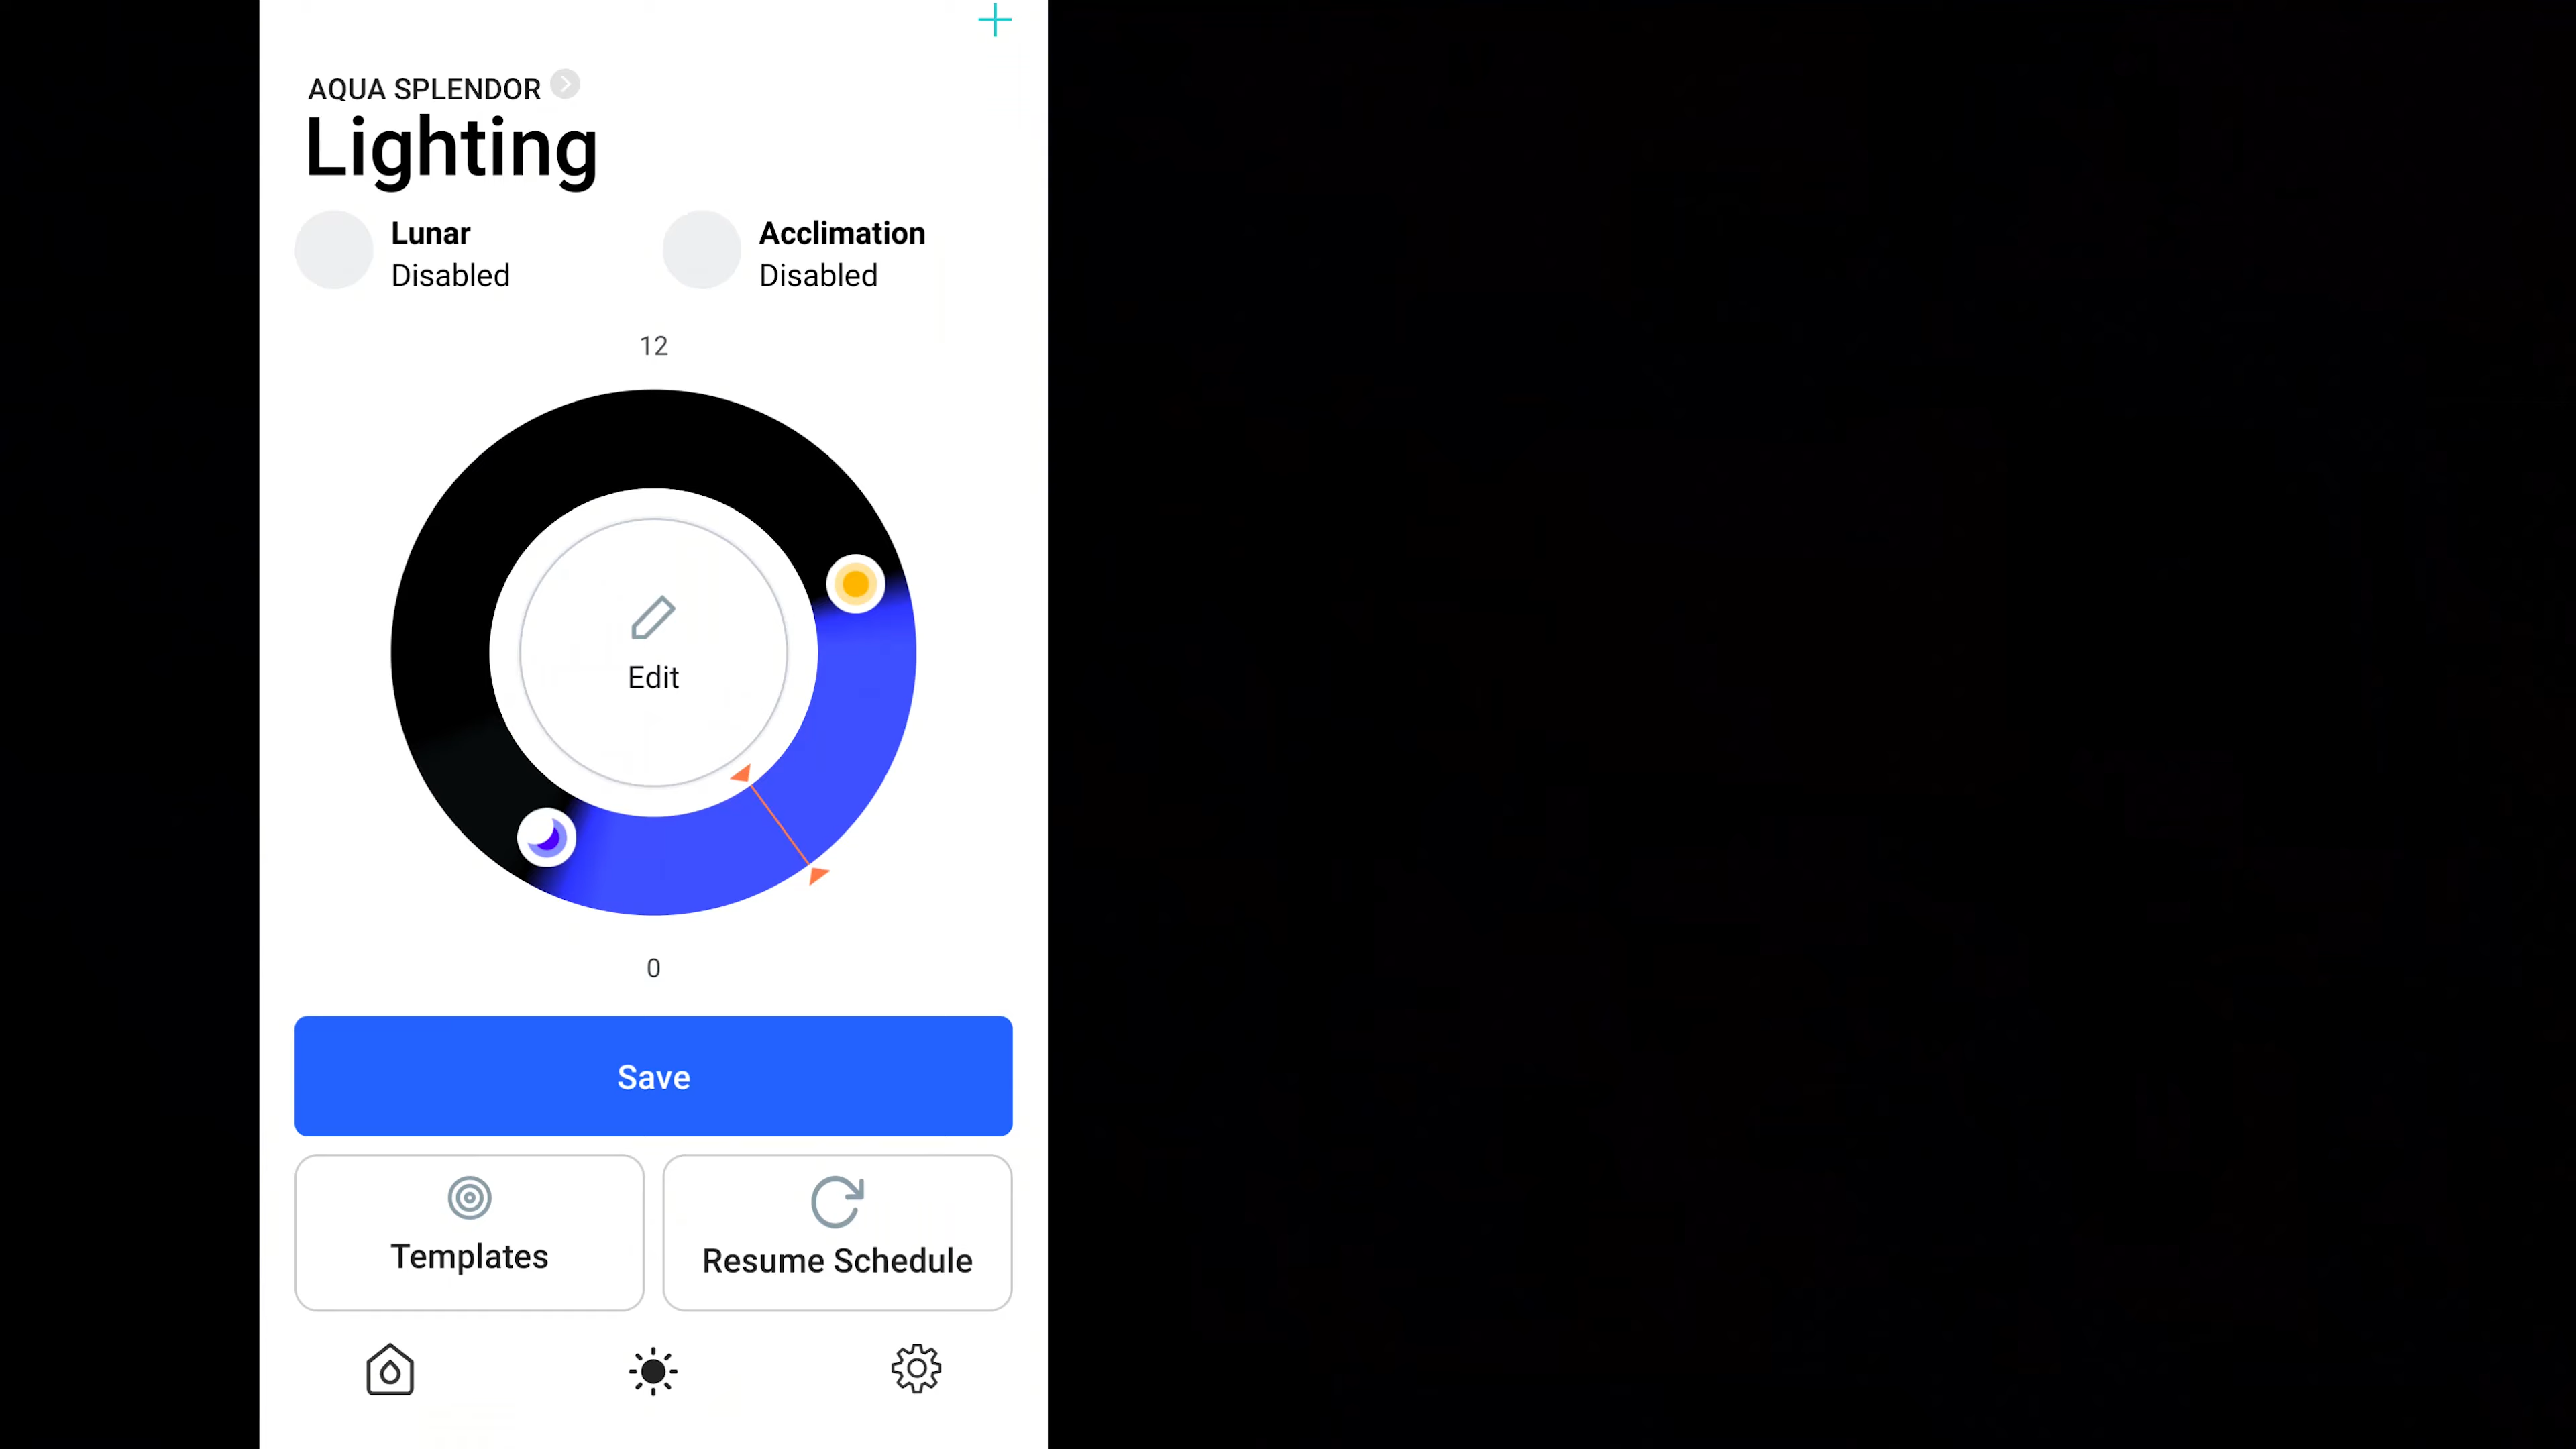 AQUA SPLENDOR
Lighting
Lunar
Disabled
Acclimation
Disabled
12
Edit
0
Save
Templates
Resume Schedule